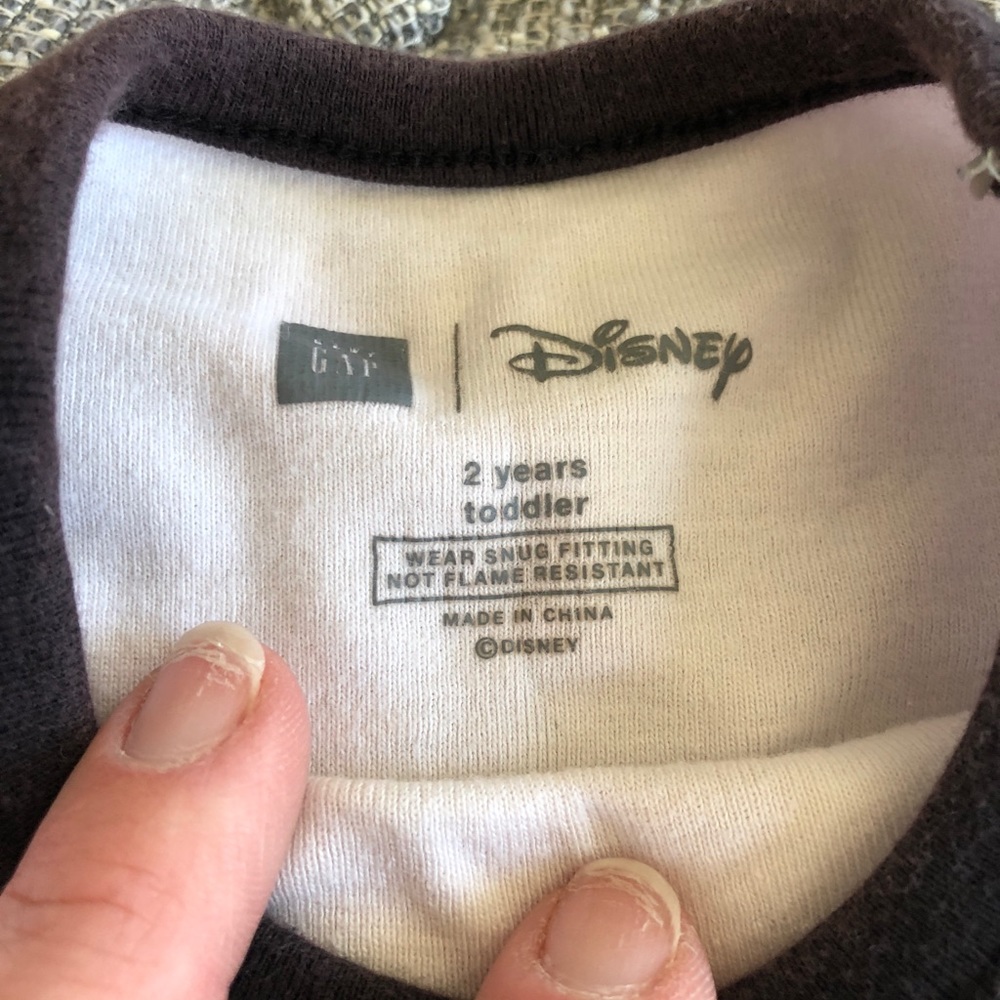 GAP
Disney
2 years
toddler
WEAR SNUG FITTING
NOT FLAME RESISTANT
MADE IN CHINA
©DISNEY